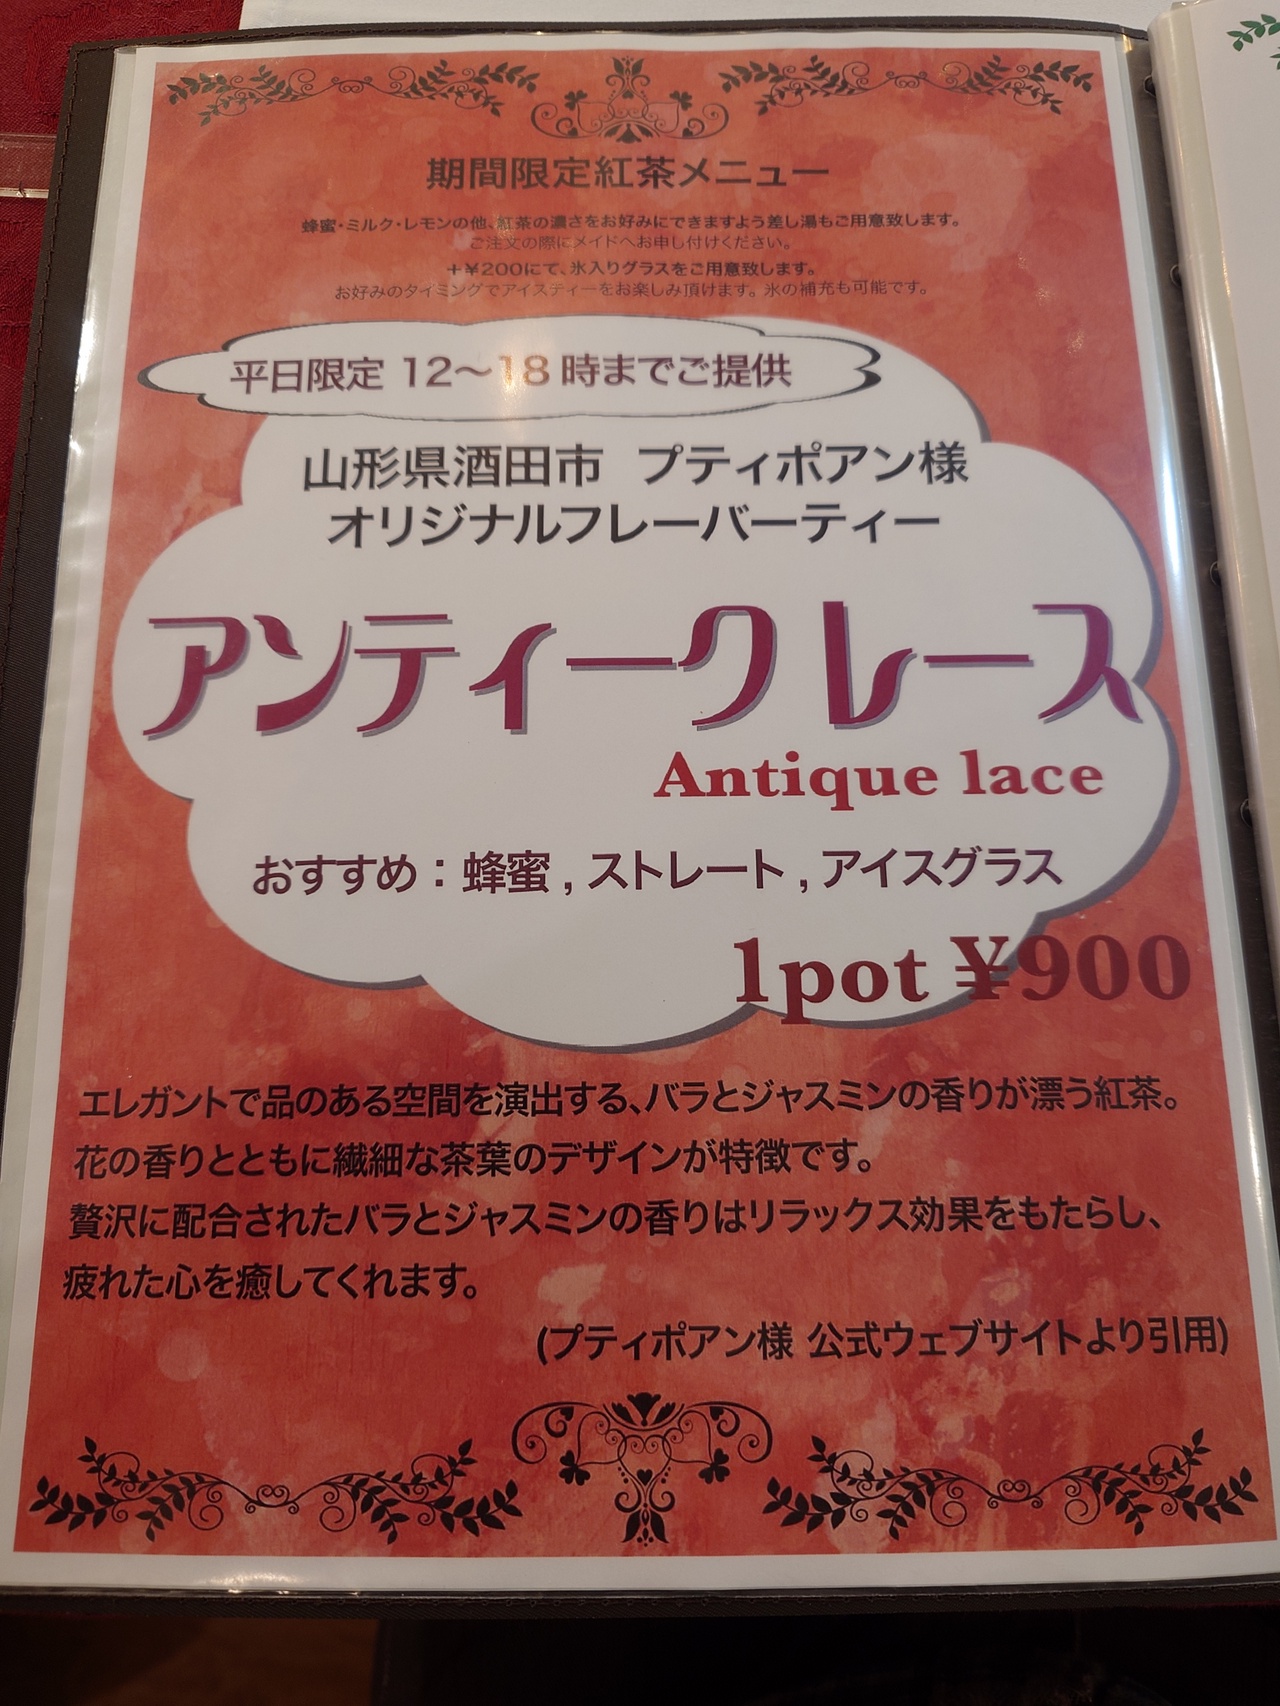 期間限定紅茶メニュー
蜂蜜・ミルク・レモンの他、紅茶の濃さをお好みにできますよう差し湯もご用意致します。
ご注文の際にメイドへお申し付けください。
＋¥200にて、氷入りグラスをご用意致します。
お好みのタイミングでアイスティーをお楽しみ頂けます。氷の補充も可能です。
平日限定 12～18時までご提供
山形県酒田市 プティポアン様
オリジナルフレーバーティー
アンティークレース
Antique lace
おすすめ：蜂蜜 , ストレート , アイスグラス
1pot ¥900
エレガントで品のある空間を演出する、バラとジャスミンの香りが漂う紅茶。
花の香りとともに繊細な茶葉のデザインが特徴です。
贅沢に配合されたバラとジャスミンの香りはリラックス効果をもたらし、
疲れた心を癒してくれます。
(プティポアン様 公式ウェブサイトより引用)